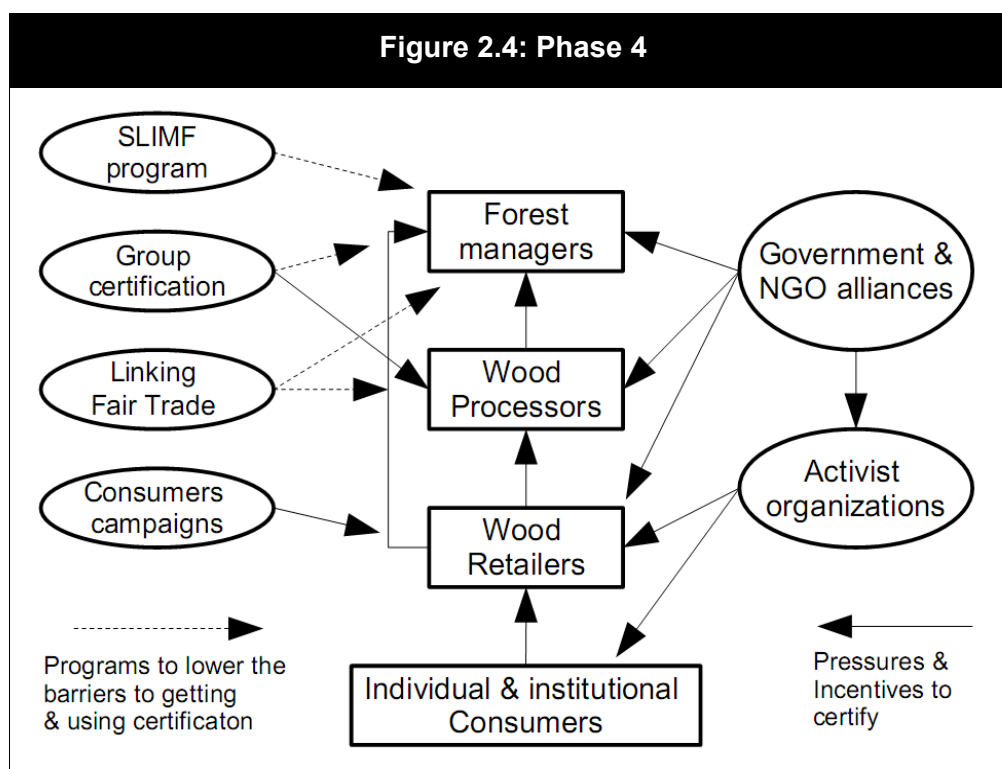 Figure 2.4: Phase 4
SLIMF
program
Group
certification
Linking
Fair Trade
Consumers
campaigns
Forest
managers
Wood
Processors
Wood
Retailers
Individual & institutional
Consumers
Government &
NGO alliances
Activist
organizations
Programs to lower the
barriers to getting
& using certificaton
Pressures &
Incentives to
certify